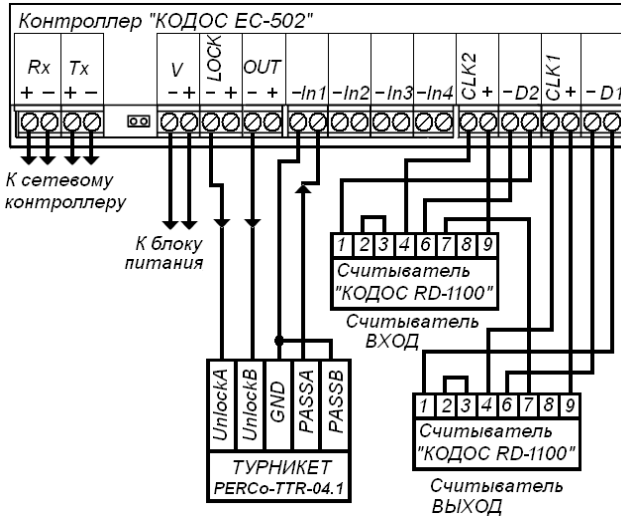 Контроллер "КОДОС ЕС-502"
Rx Tx V LOCK OUT CLK2 CLK1
+ − + − − + − + − + −In1 −In2 −In3 −In4 + −D2 + −D1
К сетевому
контроллеру
К блоку
питания
1 2 3 4 6 7 8 9
Считыватель
"КОДОС RD-1100"
Считыватель
ВХОД
UnlockA UnlockB GND PASSA PASSB
ТУРНИКЕТ
PERCo-TTR-04.1
1 2 3 4 6 7 8 9
Считыватель
"КОДОС RD-1100"
Считыватель
ВЫХОД